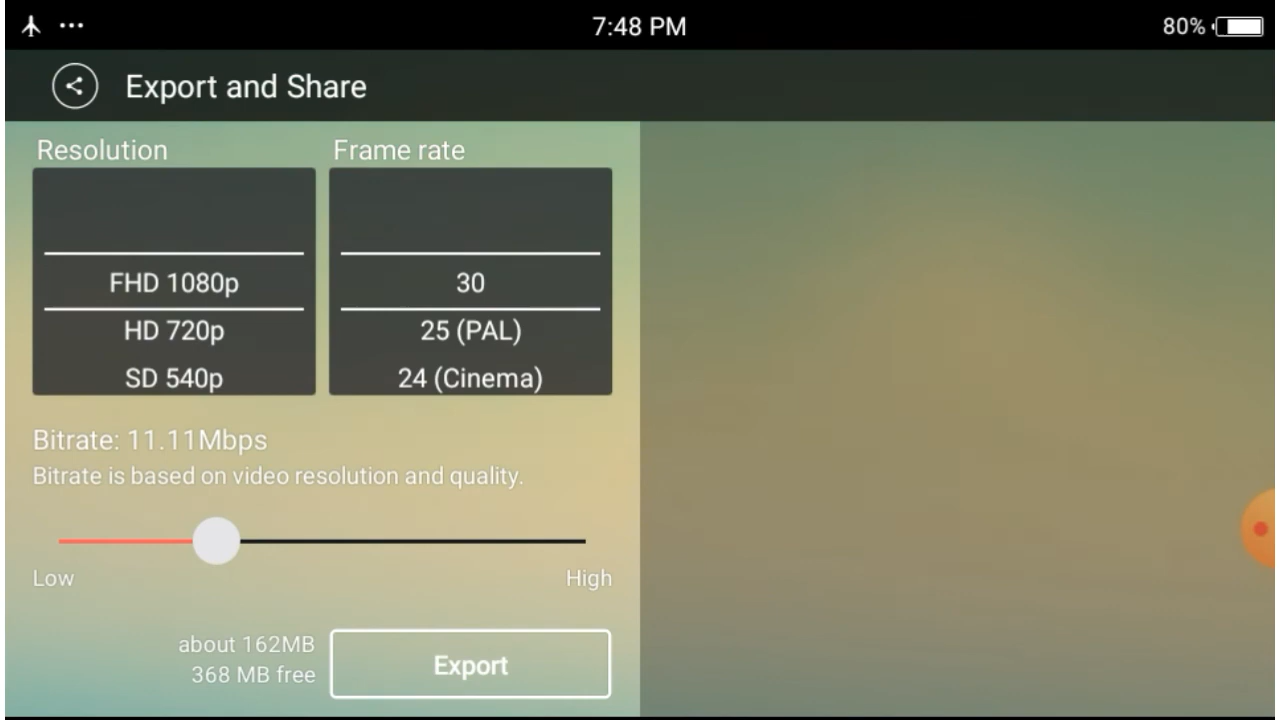 7:48 PM
80%
Export and Share
Resolution
Frame rate
FHD 1080p
30
HD 720p
25 (PAL)
SD 540p
24 (Cinema)
Bitrate: 11.11Mbps
Bitrate is based on video resolution and quality.
Low
High
about 162MB
368 MB free
Export